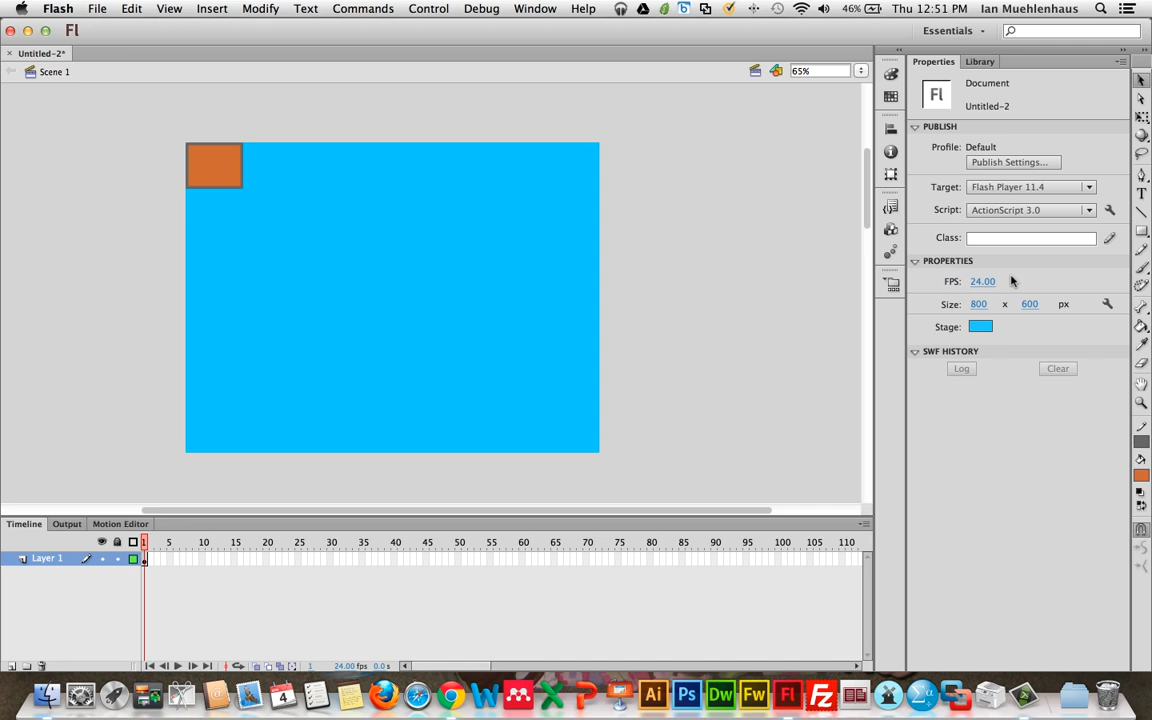 Flash File Edit View Insert Modify Text Commands Control Debug Window Help 46% Thu 12:51 PM Ian Muehlenhaus
Fl Essentials
× Untitled-2*
Scene 1 65%
Properties Library
Fl Document
Untitled-2
PUBLISH
Profile: Default
Publish Settings...
Target: Flash Player 11.4
Script: ActionScript 3.0
Class:
PROPERTIES
FPS: 24.00
Size: 800 x 600 px
Stage:
SWF HISTORY
Log Clear
Timeline Output Motion Editor
1 5 10 15 20 25 30 35 40 45 50 55 60 65 70 75 80 85 90 95 100 105 110
Layer 1
1 24.00 fps 0.0 s
4 W X P Ai Ps Dw Fw Fl Fz